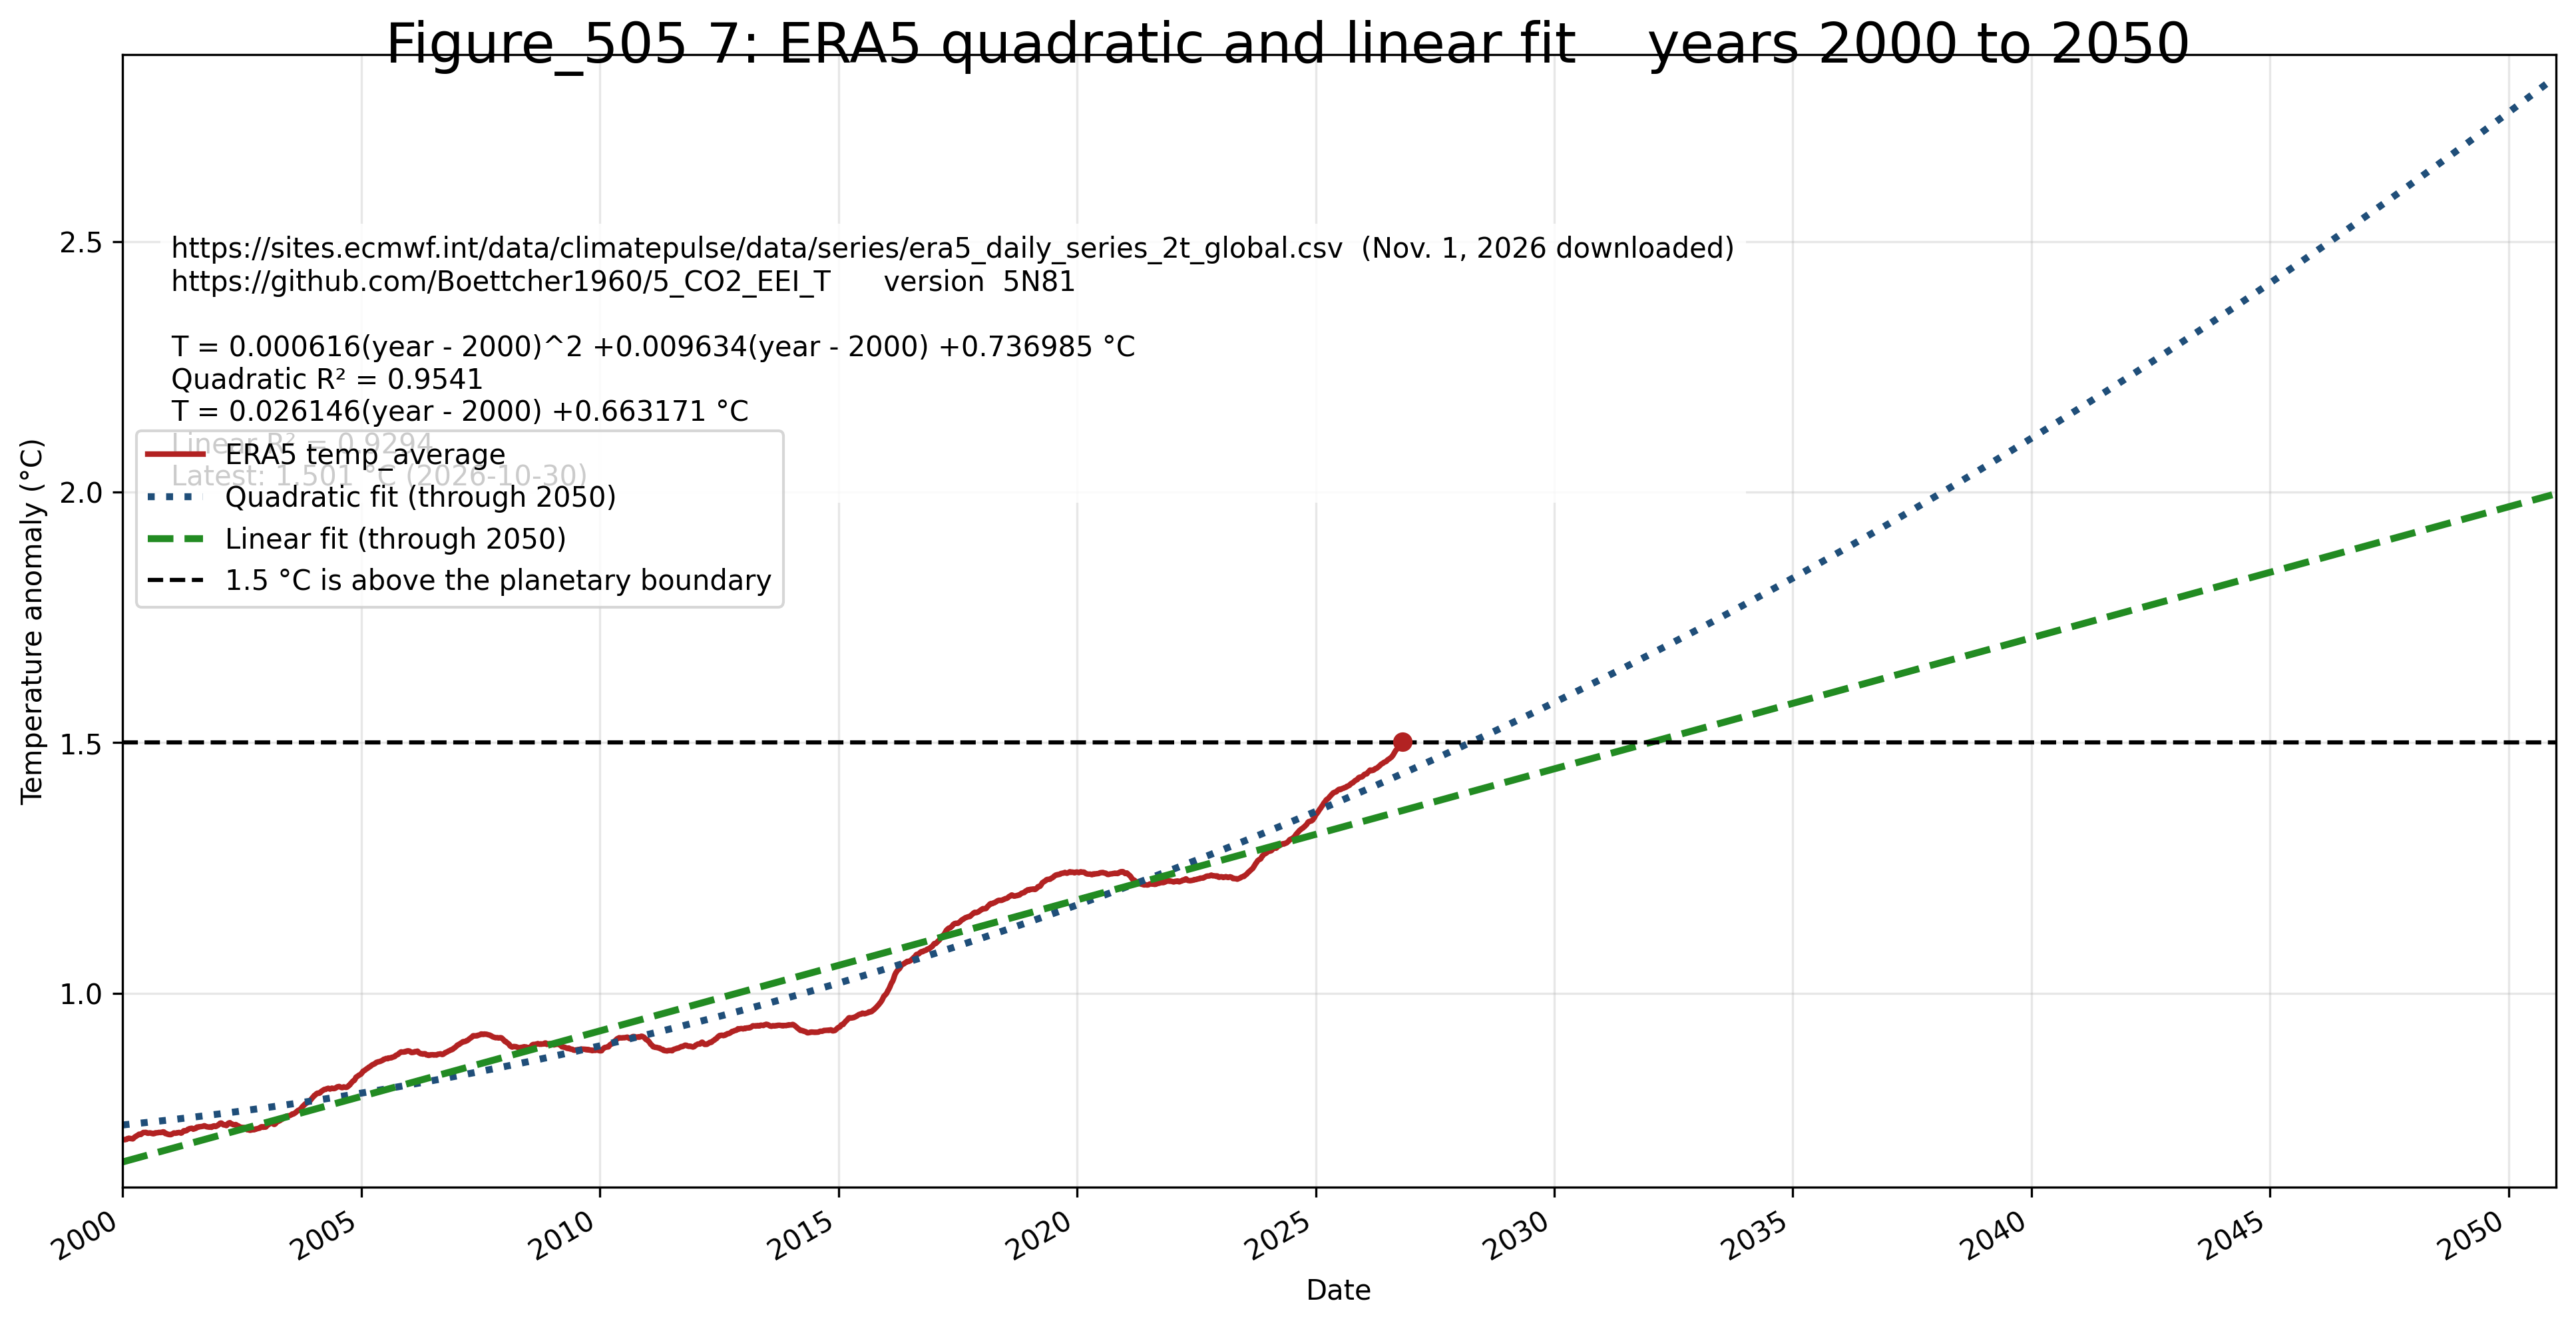 Figure_505 7: ERA5 quadratic and linear fit    years 2000 to 2050
https://sites.ecmwf.int/data/climatepulse/data/series/era5_daily_series_2t_global.csv  (Nov. 1, 2026 downloaded)
https://github.com/Boettcher1960/5_CO2_EEI_T      version  5N81
T = 0.000616(year - 2000)^2 +0.009634(year - 2000) +0.736985 °C
Quadratic R² = 0.9541
T = 0.026146(year - 2000) +0.663171 °C
Linear R² = 0.9294
Latest: 1.501 °C (2026-10-30)
ERA5 temp_average
Quadratic fit (through 2050)
Linear fit (through 2050)
1.5 °C is above the planetary boundary
Temperature anomaly (°C)
2.5
2.0
1.5
1.0
2000
2005
2010
2015
2020
2025
2030
2035
2040
2045
2050
Date